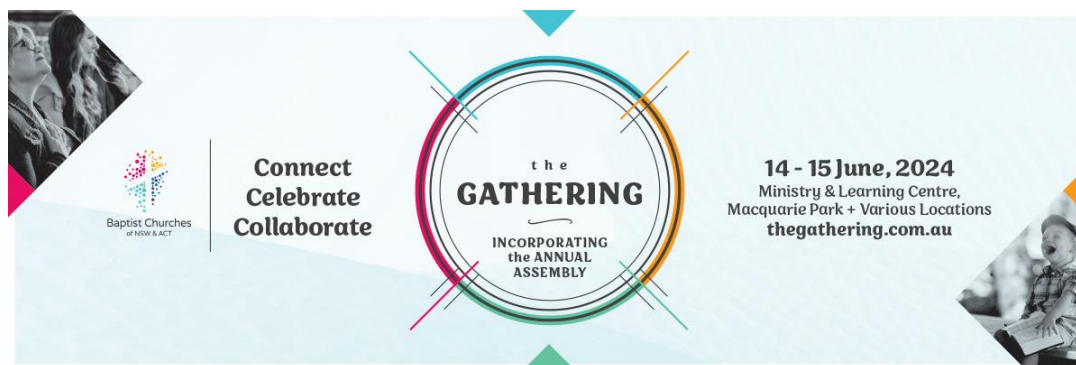 Baptist Churches
of NSW & ACT
Connect
Celebrate
Collaborate
the
GATHERING
INCORPORATING
the ANNUAL
ASSEMBLY
14 - 15 June, 2024
Ministry & Learning Centre,
Macquarie Park + Various Locations
thegathering.com.au